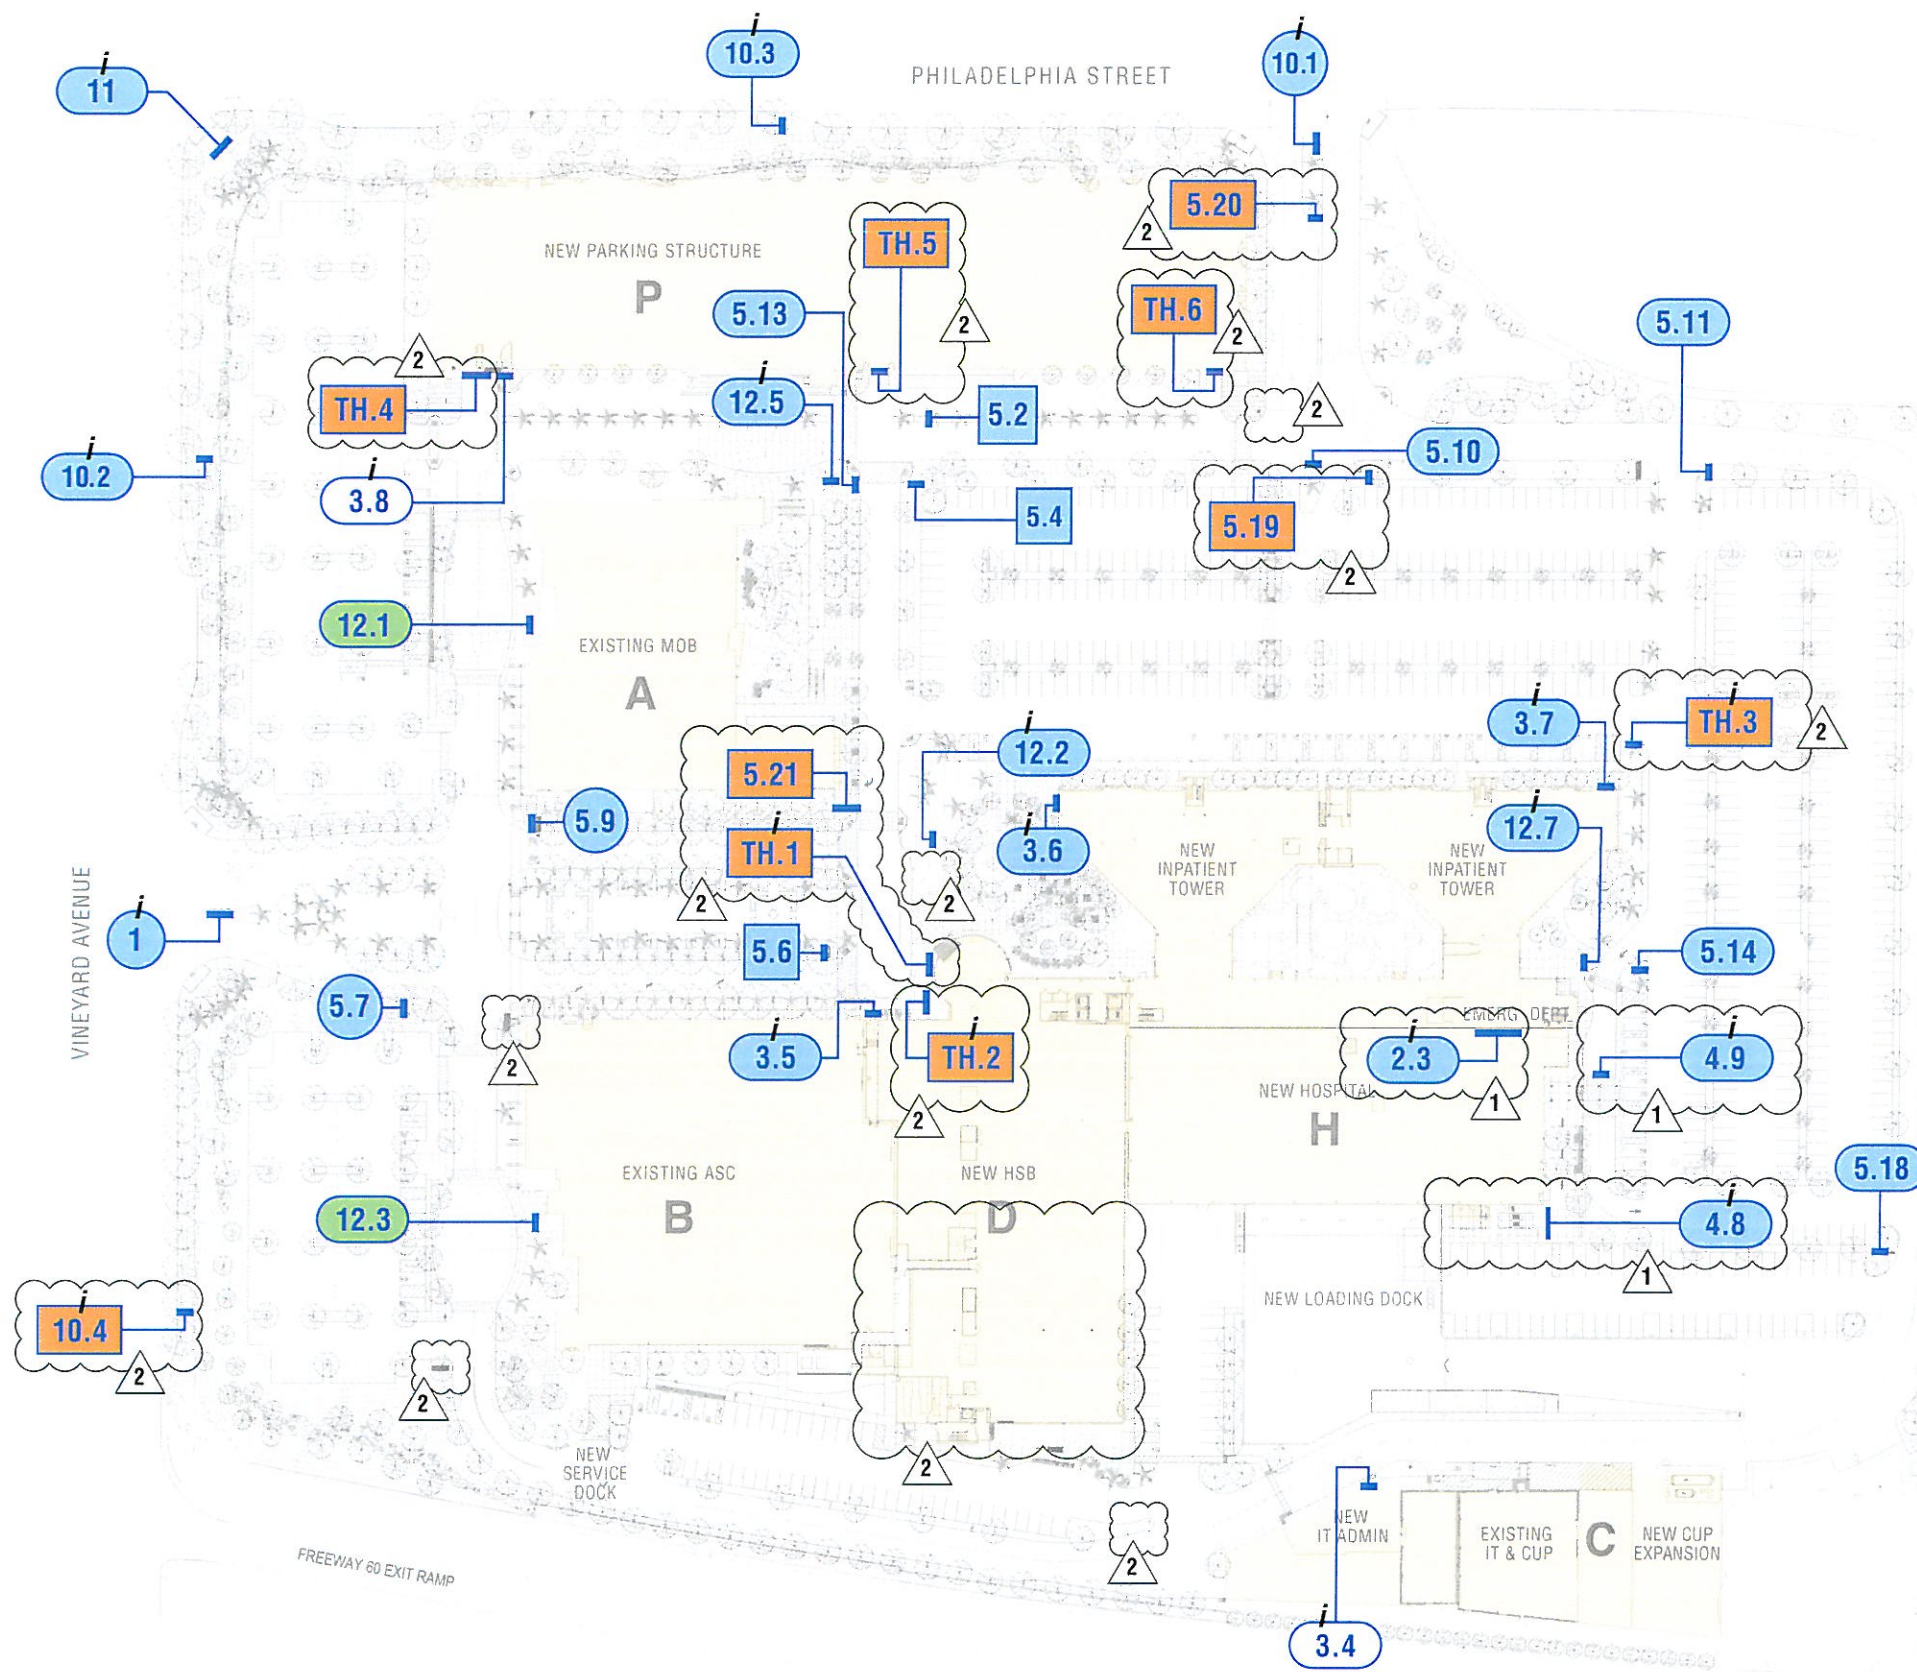 i
10.3
i
10.1
PHILADELPHIA STREET
i
11
5.20
2
TH.5
NEW PARKING STRUCTURE
P
5.13
2
TH.6
2
5.11
2
TH.4
i
12.5
5.2
2
i
10.2
i
3.8
5.10
5.4
5.19
2
12.1
EXISTING MOB
A
i
3.7
i
TH.3
2
5.21
i
12.2
5.9
i
TH.1
i
3.6
i
12.7
NEW
INPATIENT
TOWER
NEW
INPATIENT
TOWER
2
2
VINEYARD AVENUE
i
1
5.6
5.14
5.7
2
i
3.5
i
TH.2
2
EMERG. DEPT.
i
2.3
1
i
4.9
1
NEW HOSPITAL
H
EXISTING ASC
B
NEW HSB
D
5.18
12.3
i
4.8
1
NEW LOADING DOCK
i
10.4
2
2
2
NEW
SERVICE
DOCK
FREEWAY 60 EXIT RAMP
2
NEW
IT ADMIN
EXISTING
IT & CUP
C
NEW CUP
EXPANSION
i
3.4